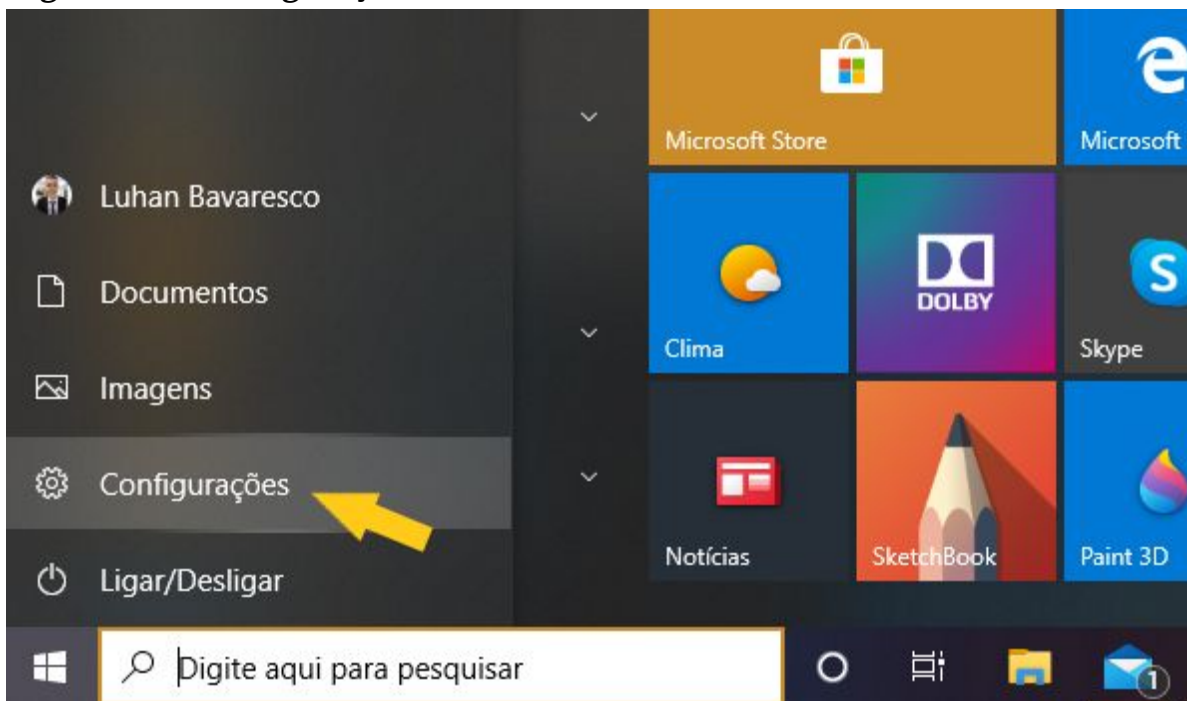 Microsoft Store
Microsoft
Luhan Bavaresco
DOLBY
Documentos
Clima
Skype
Imagens
Configurações
Notícias
SketchBook
Paint 3D
Ligar/Desligar
Digite aqui para pesquisar
1